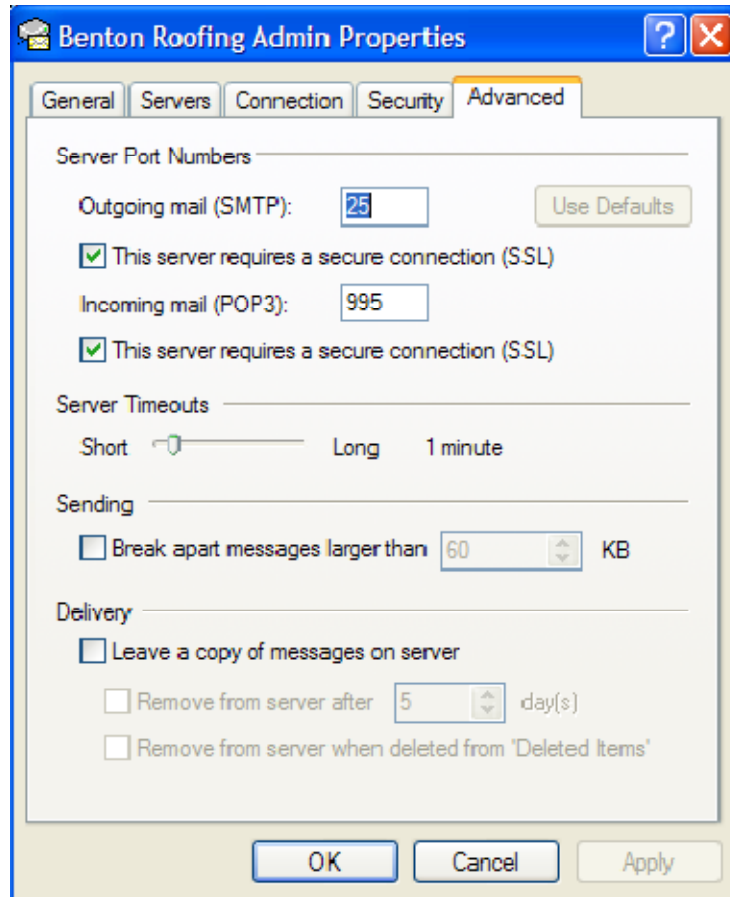 Benton Roofing Admin Properties
General Servers Connection Security Advanced
Server Port Numbers
Outgoing mail (SMTP): 25 Use Defaults
This server requires a secure connection (SSL)
Incoming mail (POP3): 995
This server requires a secure connection (SSL)
Server Timeouts
Short Long 1 minute
Sending
Break apart messages larger than 60 KB
Delivery
Leave a copy of messages on server
Remove from server after 5 day(s)
Remove from server when deleted from 'Deleted Items'
OK Cancel Apply